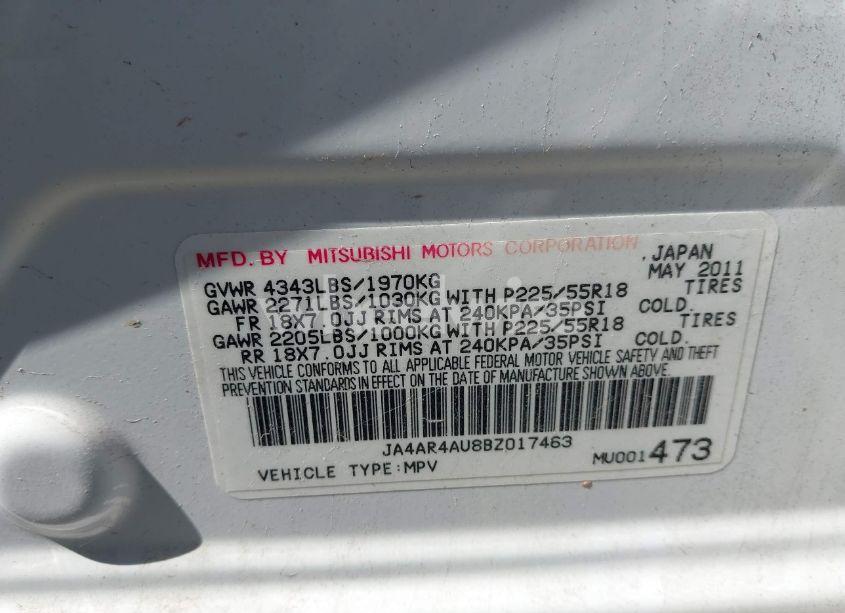 MFD. BY MITSUBISHI MOTORS CORPORATION, JAPAN
GVWR 4343LBS/1970KG MAY 2011
GAWR 2271LBS/1030KG WITH P225/55R18 TIRES
FR 18X7.0JJ RIMS AT 240KPA/35PSI COLD.
GAWR 2205LBS/1000KG WITH P225/55R18 TIRES
RR 18X7.0JJ RIMS AT 240KPA/35PSI COLD.
THIS VEHICLE CONFORMS TO ALL APPLICABLE FEDERAL MOTOR VEHICLE SAFETY AND THEFT
PREVENTION STANDARDS IN EFFECT ON THE DATE OF MANUFACTURE SHOWN ABOVE.
JA4AR4AU8BZ017463
VEHICLE TYPE:MPV MU001473